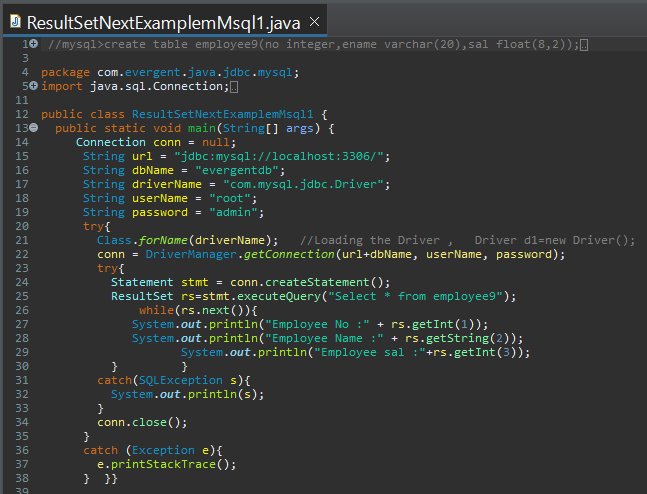 ResultSetNextExamplemMsql1.java ×
1 //mysql>create table employee9(no integer,ename varchar(20),sal float(8,2));
3
4 package com.evergent.java.jdbc.mysql;
5 import java.sql.Connection;
11
12 public class ResultSetNextExamplemMsql1 {
13 public static void main(String[] args) {
14 Connection conn = null;
15 String url = "jdbc:mysql://localhost:3306/";
16 String dbName = "evergentdb";
17 String driverName = "com.mysql.jdbc.Driver";
18 String userName = "root";
19 String password = "admin";
20 try{
21 Class.forName(driverName); //Loading the Driver , Driver d1=new Driver();
22 conn = DriverManager.getConnection(url+dbName, userName, password);
23 try{
24 Statement stmt = conn.createStatement();
25 ResultSet rs=stmt.executeQuery("Select * from employee9");
26 while(rs.next()){
27 System.out.println("Employee No :" + rs.getInt(1));
28 System.out.println("Employee Name :" + rs.getString(2));
29 System.out.println("Employee sal :"+rs.getInt(3));
30 } }
31 catch(SQLException s){
32 System.out.println(s);
33 }
34 conn.close();
35 }
36 catch (Exception e){
37 e.printStackTrace();
38 } }}
39